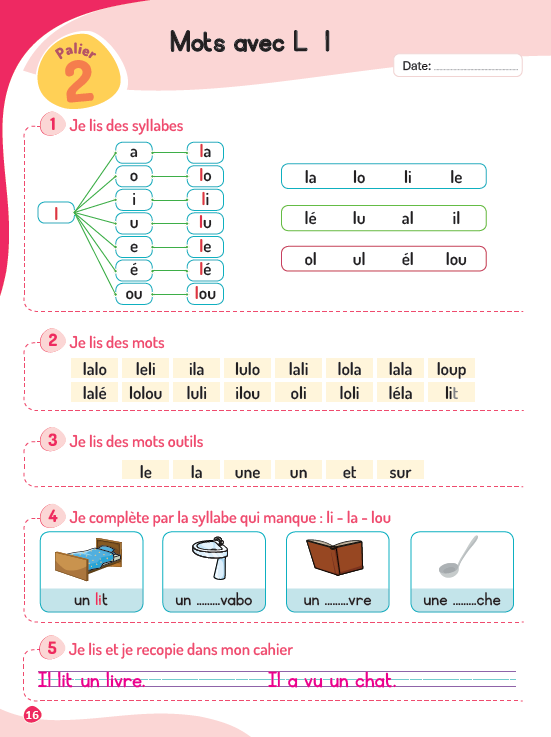 Palier
2
Mots avec L l
Date: ........................
1 Je lis des syllabes
l
a la
o lo
i li
u lu
e le
é lé
ou lou
la lo li le
lé lu al il
ol ul él lou
2 Je lis des mots
lalo leli ila lulo lali lola lala loup
lalé lolou luli ilou oli loli léla lit
3 Je lis des mots outils
le la une un et sur
4 Je complète par la syllabe qui manque : li - la - lou
un lit un .........vabo un .........vre une .........che
5 Je lis et je recopie dans mon cahier
Il lit un livre. Il a vu un chat.
16